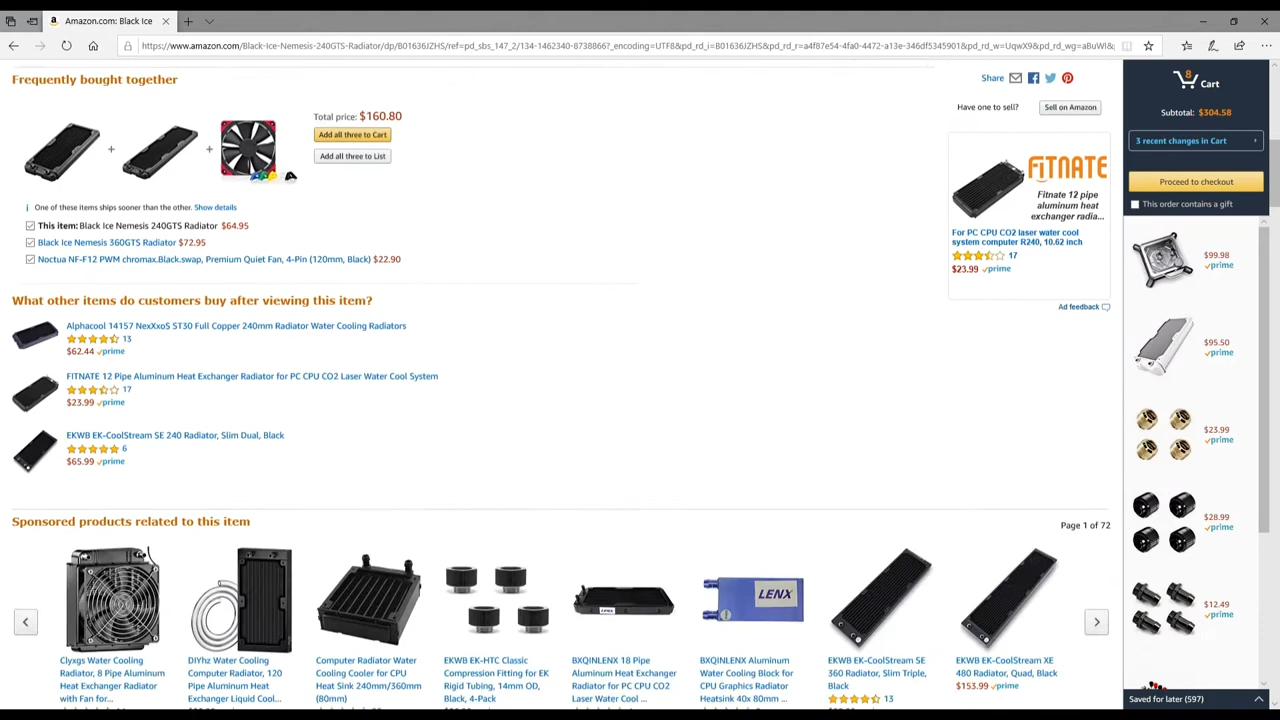 Amazon.com: Black Ice
https://www.amazon.com/Black-Ice-Nemesis-240GTS-Radiator/dp/B01636JZHS/ref=pd_sbs_147_2/134-1462340-8738866?_encoding=UTF8&pd_rd_i=B01636JZHS&pd_rd_r=a4f87e54-4fa0-4472-a13e-346df5345901&pd_rd_w=UqwX9&pd_rd_wg=aBuWl&
Frequently bought together
Total price: $160.80
Add all three to Cart
Add all three to List
i One of these items ships sooner than the other. Show details
This item: Black Ice Nemesis 240GTS Radiator $64.95
Black Ice Nemesis 360GTS Radiator $72.95
Noctua NF-F12 PWM chromax.Black.swap, Premium Quiet Fan, 4-Pin (120mm, Black) $22.90
What other items do customers buy after viewing this item?
Alphacool 14157 NexXxoS ST30 Full Copper 240mm Radiator Water Cooling Radiators
13
$62.44 prime
FITNATE 12 Pipe Aluminum Heat Exchanger Radiator for PC CPU CO2 Laser Water Cool System
17
$23.99 prime
EKWB EK-CoolStream SE 240 Radiator, Slim Dual, Black
6
$65.99 prime
Share
Have one to sell? Sell on Amazon
FITNATE
Fitnate 12 pipe
aluminum heat
exchanger radia...
For PC CPU CO2 laser water cool
system computer R240, 10.62 inch
17
$23.99 prime
Ad feedback
8
Cart
Subtotal: $304.58
3 recent changes in Cart
Proceed to checkout
This order contains a gift
$99.98
prime
$95.50
prime
$23.99
prime
$28.99
prime
$12.49
prime
Saved for later (597)
Sponsored products related to this item
Page 1 of 72
LENX
LENX
Clyxgs Water Cooling
Radiator, 8 Pipe Aluminum
Heat Exchanger Radiator
with Fan for...
DIYhz Water Cooling
Computer Radiator, 120
Pipe Aluminum Heat
Exchanger Liquid Cool...
Computer Radiator Water
Cooling Cooler for CPU
Heat Sink 240mm/360mm
(80mm)
EKWB EK-HTC Classic
Compression Fitting for EK
Rigid Tubing, 14mm OD,
Black, 4-Pack
BXQINLENX 18 Pipe
Aluminum Heat Exchanger
Radiator for PC CPU CO2
Laser Water Cool ...
BXQINLENX Aluminum
Water Cooling Block for
CPU Graphics Radiator
Heatsink 40x 80mm ...
EKWB EK-CoolStream SE
360 Radiator, Slim Triple,
Black
13
EKWB EK-CoolStream XE
480 Radiator, Quad, Black
$153.99 prime